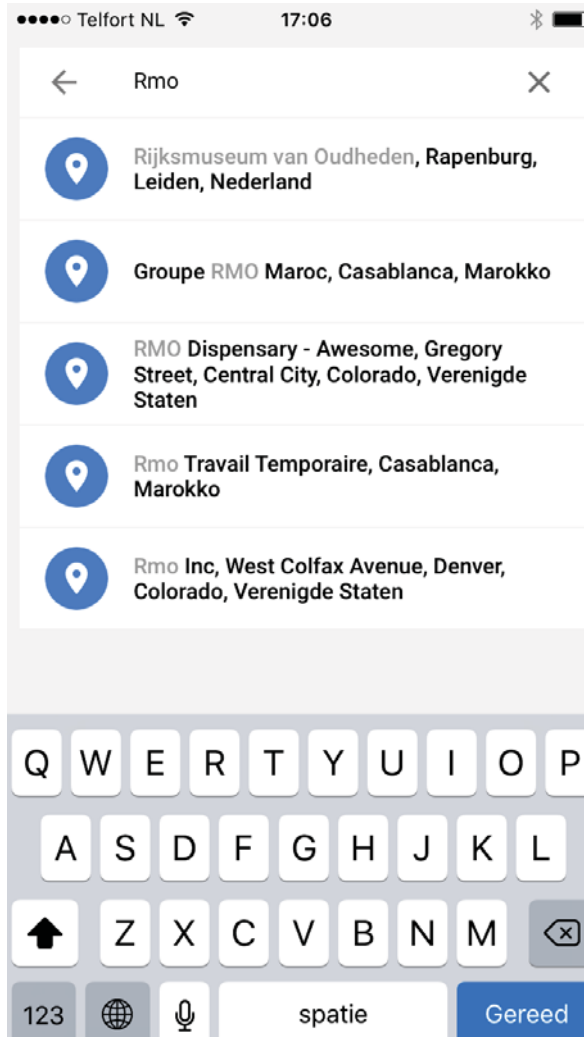 Telfort NL 17:06
Rmo
Rijksmuseum van Oudheden, Rapenburg,
Leiden, Nederland
Groupe RMO Maroc, Casablanca, Marokko
RMO Dispensary - Awesome, Gregory
Street, Central City, Colorado, Verenigde
Staten
Rmo Travail Temporaire, Casablanca,
Marokko
Rmo Inc, West Colfax Avenue, Denver,
Colorado, Verenigde Staten
Q W E R T Y U I O P
A S D F G H J K L
Z X C V B N M
123 spatie Gereed